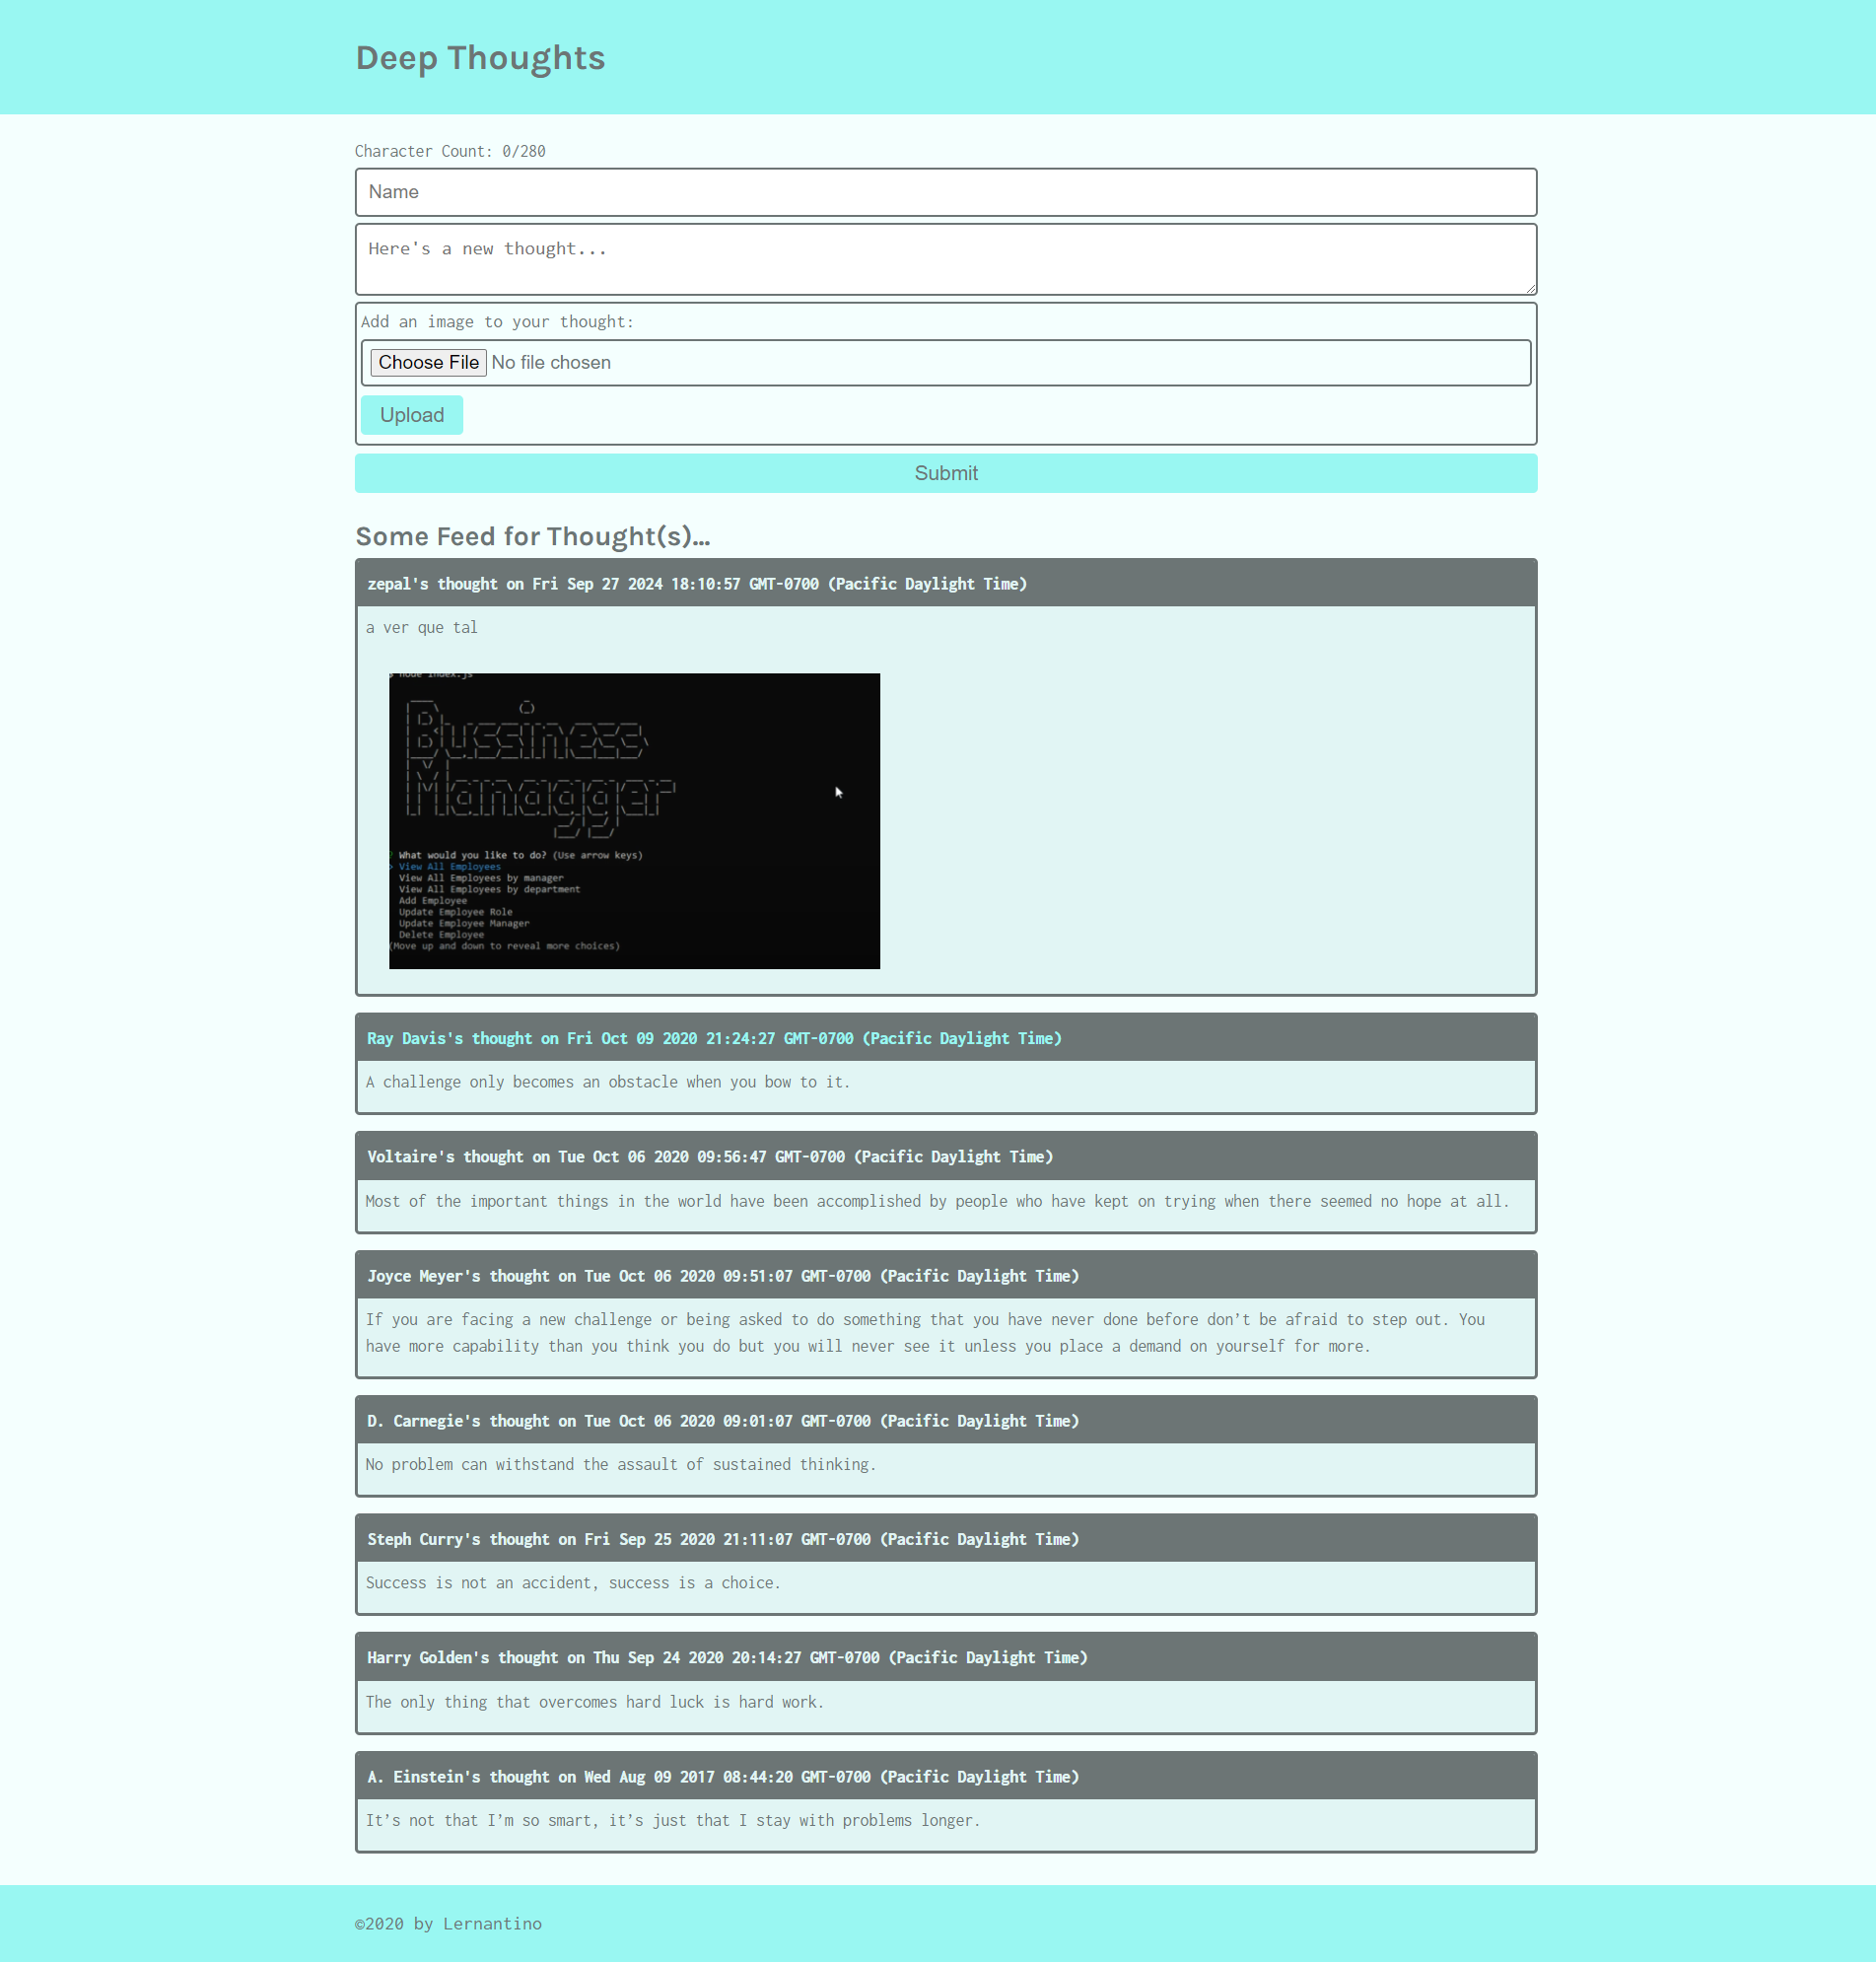 Deep Thoughts
Character Count: 0/280
Name
Here's a new thought...
Add an image to your thought:
Choose File No file chosen
Upload
Submit
Some Feed for Thought(s)...
zepal's thought on Fri Sep 27 2024 18:10:57 GMT-0700 (Pacific Daylight Time)
a ver que tal
$ node index.js
Bussiness
Managger
? What would you like to do? (Use arrow keys)
> View All Employees
View All Employees by manager
View All Employees by department
Add Employee
Update Employee Role
Update Employee Manager
Delete Employee
(Move up and down to reveal more choices)
Ray Davis's thought on Fri Oct 09 2020 21:24:27 GMT-0700 (Pacific Daylight Time)
A challenge only becomes an obstacle when you bow to it.
Voltaire's thought on Tue Oct 06 2020 09:56:47 GMT-0700 (Pacific Daylight Time)
Most of the important things in the world have been accomplished by people who have kept on trying when there seemed no hope at all.
Joyce Meyer's thought on Tue Oct 06 2020 09:51:07 GMT-0700 (Pacific Daylight Time)
If you are facing a new challenge or being asked to do something that you have never done before don’t be afraid to step out. You
have more capability than you think you do but you will never see it unless you place a demand on yourself for more.
D. Carnegie's thought on Tue Oct 06 2020 09:01:07 GMT-0700 (Pacific Daylight Time)
No problem can withstand the assault of sustained thinking.
Steph Curry's thought on Fri Sep 25 2020 21:11:07 GMT-0700 (Pacific Daylight Time)
Success is not an accident, success is a choice.
Harry Golden's thought on Thu Sep 24 2020 20:14:27 GMT-0700 (Pacific Daylight Time)
The only thing that overcomes hard luck is hard work.
A. Einstein's thought on Wed Aug 09 2017 08:44:20 GMT-0700 (Pacific Daylight Time)
It’s not that I’m so smart, it’s just that I stay with problems longer.
©2020 by Lernantino